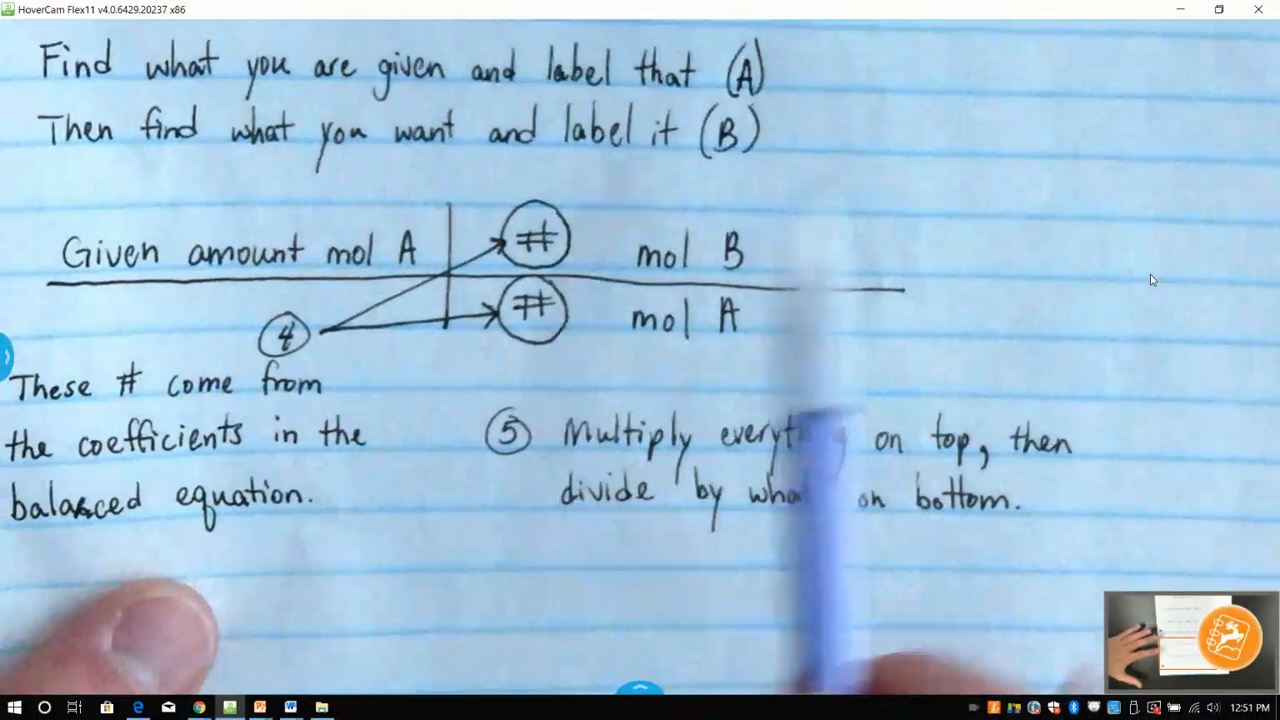 HoverCam Flex11 v4.0.6429.20237 x86
Find what you are given and label that (A)
Then find what you want and label it (B)
Given amount mol A # mol B
# mol A
4
These # come from
the coefficients in the
balanced equation.
5 Multiply on top, then
divide by on bottom.
12:51 PM